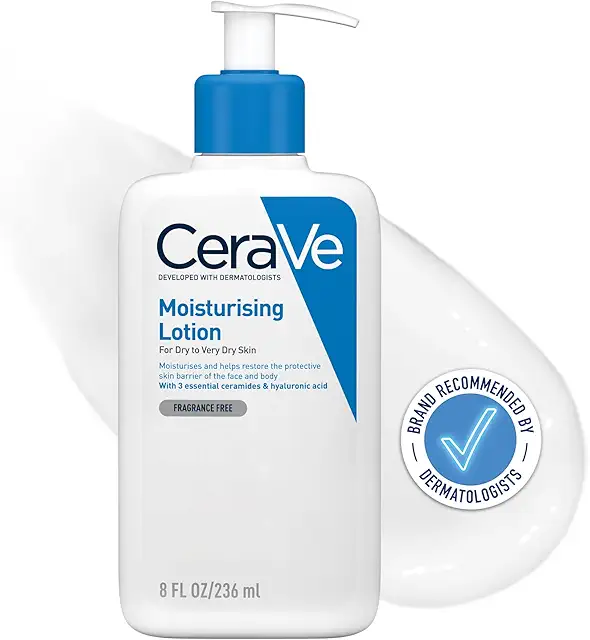 CeraVe
DEVELOPED WITH DERMATOLOGISTS
Moisturising
Lotion
For Dry to Very Dry Skin
Moisturises and helps restore the protective
skin barrier of the face and body
With 3 essential ceramides & hyaluronic acid
FRAGRANCE FREE
8 FL OZ/236 ml
BRAND RECOMMENDED BY
DERMATOLOGISTS